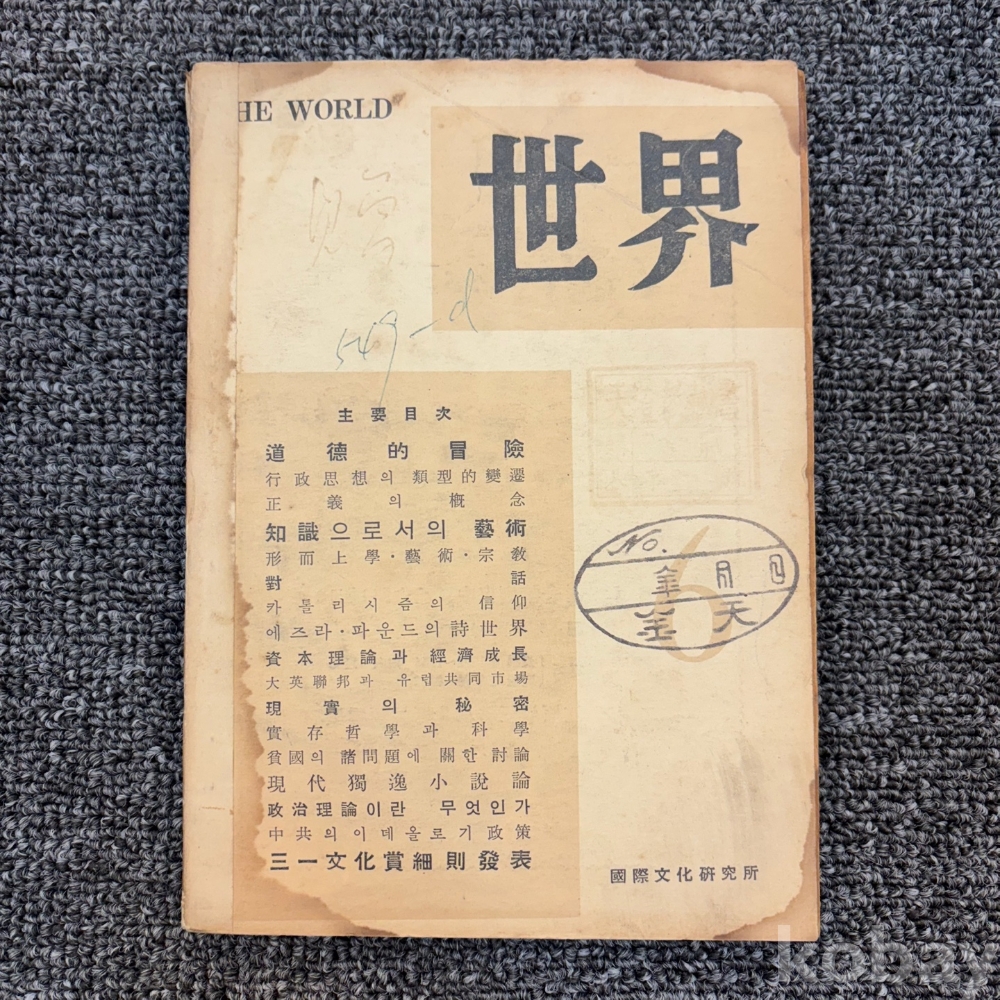 HE WORLD
世界
549-d
主要目次
道德的冒險
行政思想의 類型的變遷
正義의 槪念
知識으로서의 藝術
形而上學·藝術·宗敎
對話
카톨리시즘의 信仰
에즈라·파운드의 詩世界
資本理論과 經濟成長
大英聯邦과 유럽共同市場
現實의 秘密
實存哲學과 科學
貧國의 諸問題에 關한 討論
現代獨逸小說論
政治理論이란 무엇인가
中共의 이데올로기政策
三一文化賞細則發表
No.
6
年 月 日
國際文化硏究所
kobay